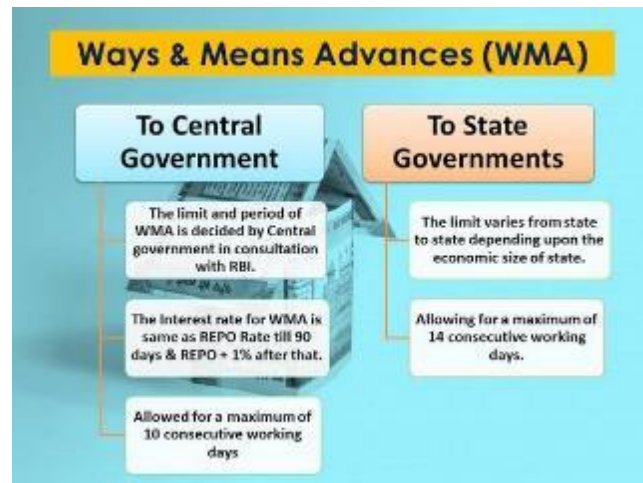 Ways & Means Advances (WMA)
To Central
Government
The limit and period of
WMA is decided by Central
government in consultation
with RBI.
The Interest rate for WMA is
same as REPO Rate till 90
days & REPO + 1% after that.
Allowed for a maximum of
10 consecutive working
days
To State
Governments
The limit varies from state
to state depending upon the
economic size of state.
Allowing for a maximum of
14 consecutive working
days.